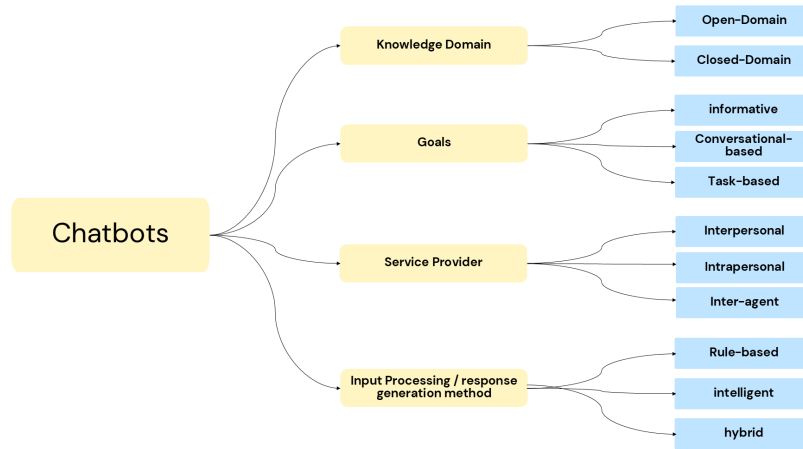 Chatbots
Knowledge Domain
Open-Domain
Closed-Domain
Goals
informative
Conversational-
based
Task-based
Service Provider
Interpersonal
Intrapersonal
Inter-agent
Input Processing / response
generation method
Rule-based
intelligent
hybrid